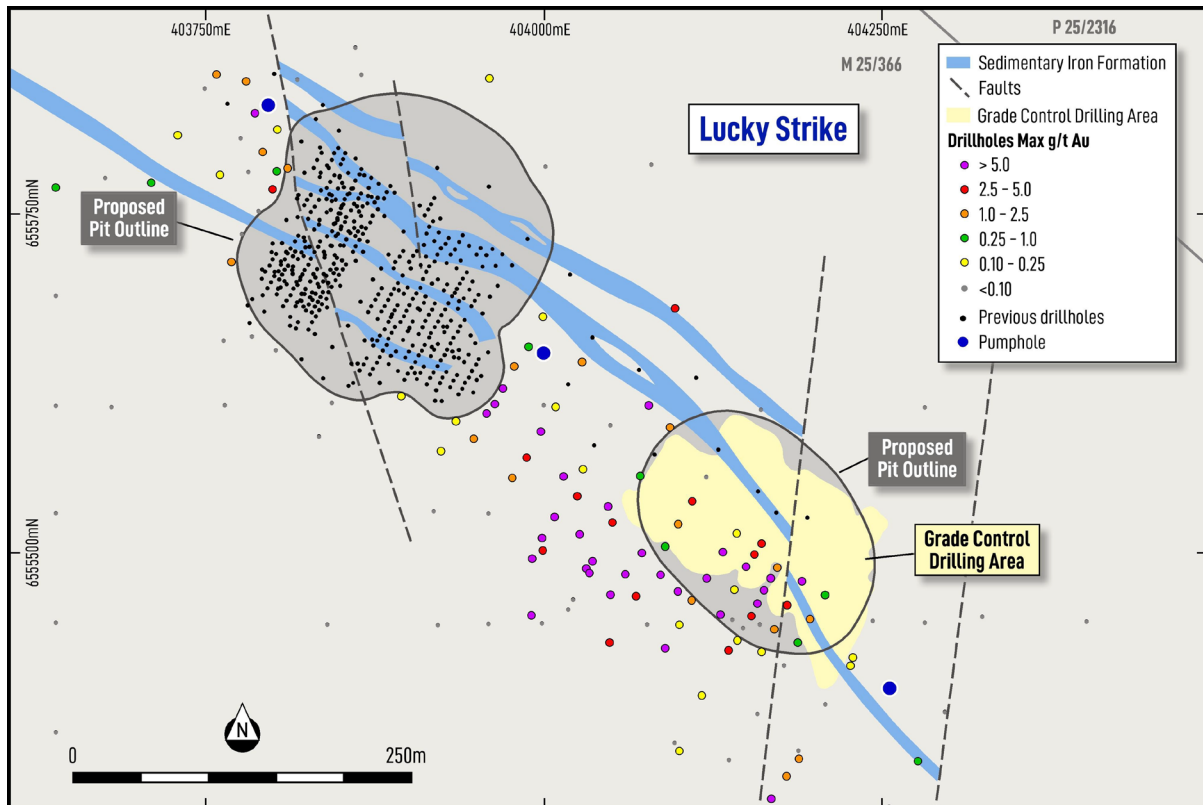 403750mE
404000mE
404250mE
P 25/2316
M 25/366
Lucky Strike
Sedimentary Iron Formation
Faults
Grade Control Drilling Area
Drillholes Max g/t Au
> 5.0
2.5 - 5.0
1.0 - 2.5
0.25 - 1.0
0.10 - 0.25
<0.10
Previous drillholes
Pumphole
6555750mN
Proposed
Pit Outline
Proposed
Pit Outline
6555500mN
Grade Control
Drilling Area
N
0
250m